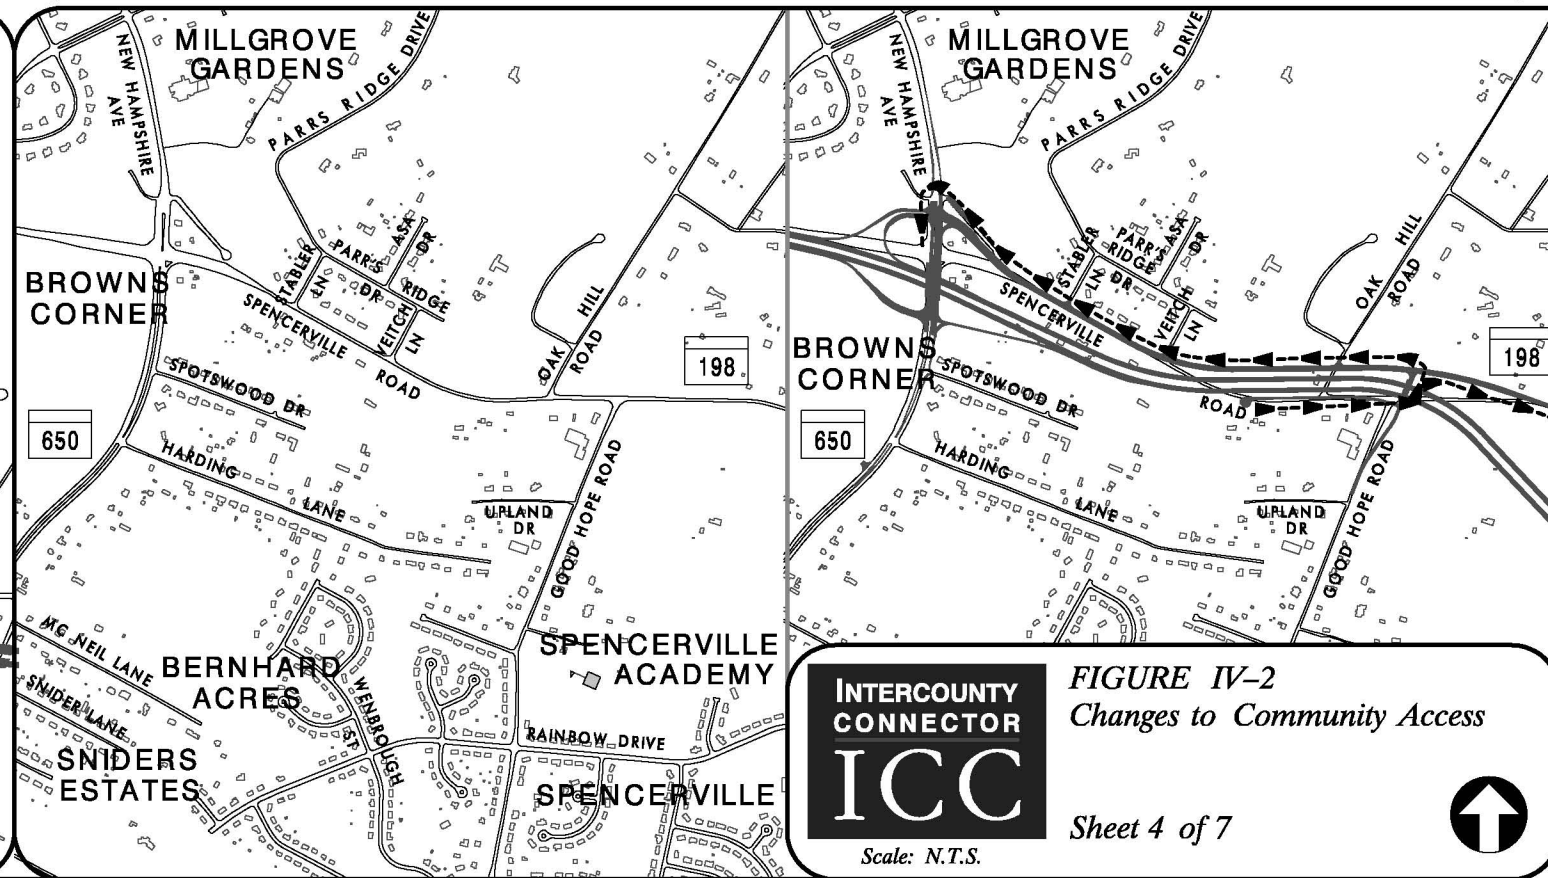 MILLGROVE
GARDENS
NEW HAMPSHIRE
AVE
PARRS RIDGE DRIVE
ASA
DR
PARR'S
RIDGE
DR
STABLER
LN
SPENCERVILLE
ROAD
VEITCH
LN
OAK HILL
ROAD
BROWNS
CORNER
198
650
SPOTSWOOD DR
HARDING
LANE
UPLAND
DR
GOOD HOPE ROAD
MC NEIL LANE
SNIDER LANE
BERNHARD
ACRES
SNIDERS
ESTATES
WENBROUGH
ST
SPENCERVILLE
ACADEMY
RAINBOW DRIVE
SPENCERVILLE
MILLGROVE
GARDENS
NEW HAMPSHIRE
AVE
PARRS RIDGE DRIVE
ASA
DR
PARR'S
RIDGE
DR
STABLER
LN
SPENCERVILLE
ROAD
VEITCH
LN
OAK HILL
ROAD
BROWNS
CORNER
198
650
SPOTSWOOD DR
HARDING
LANE
UPLAND
DR
GOOD HOPE ROAD
INTERCOUNTY
CONNECTOR
ICC
Scale: N.T.S.
FIGURE IV–2
Changes to Community Access
Sheet 4 of 7